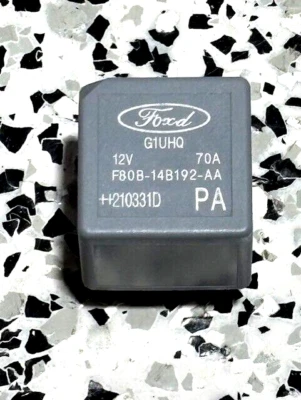 Ford
G1UHQ
12V 70A
F80B-14B192-AA
++210331D PA